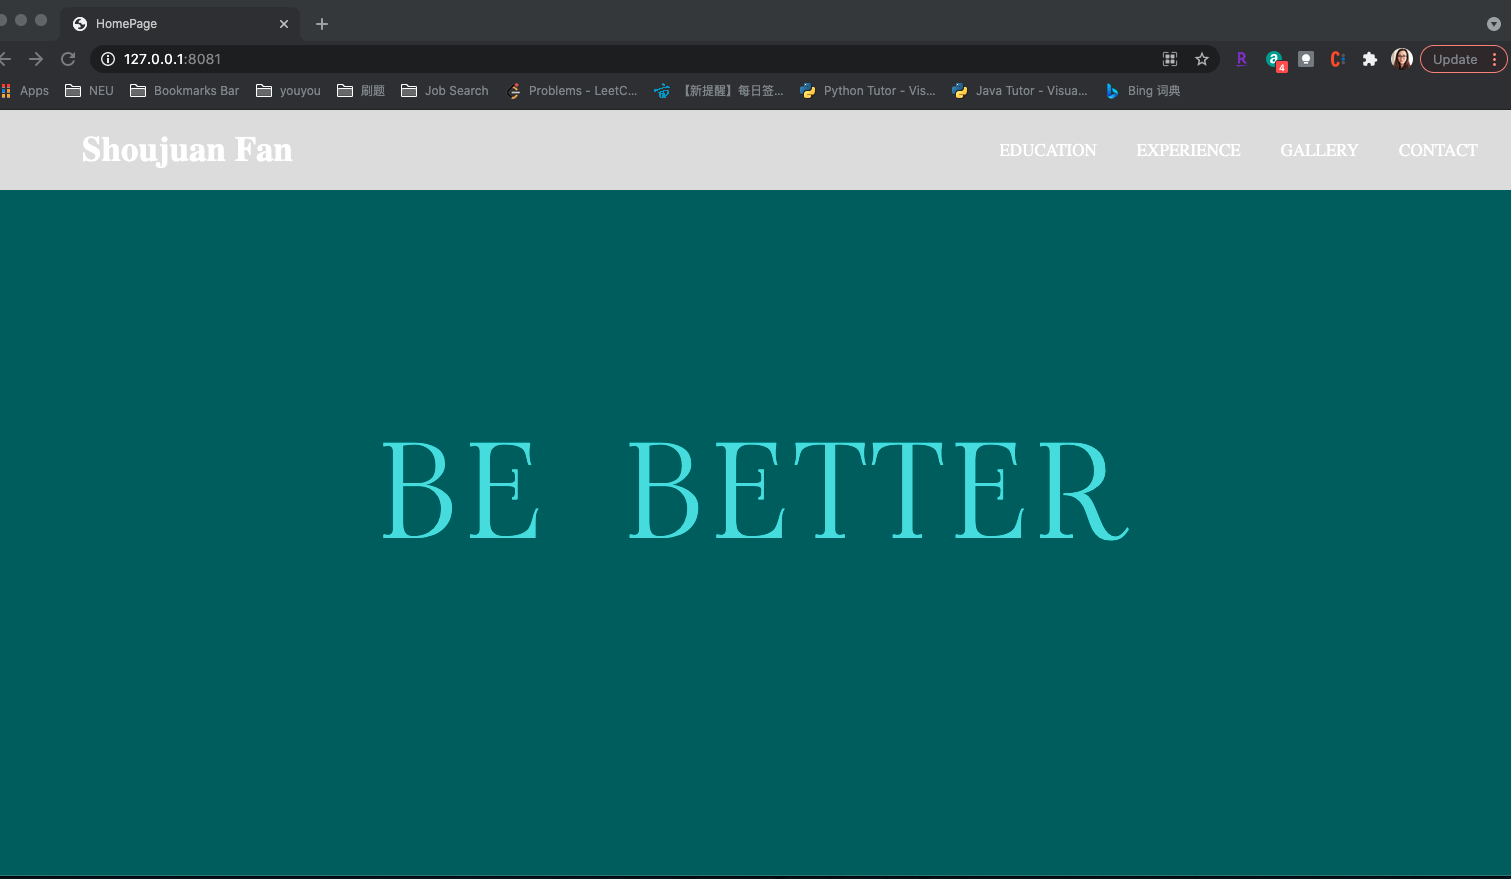 HomePage
127.0.0.1:8081
4
Update
Apps NEU Bookmarks Bar youyou 刷题 Job Search Problems - LeetC... 【新提醒】每日签... Python Tutor - Vis... Java Tutor - Visua... Bing 词典
Shoujuan Fan EDUCATION EXPERIENCE GALLERY CONTACT
BE BETTER